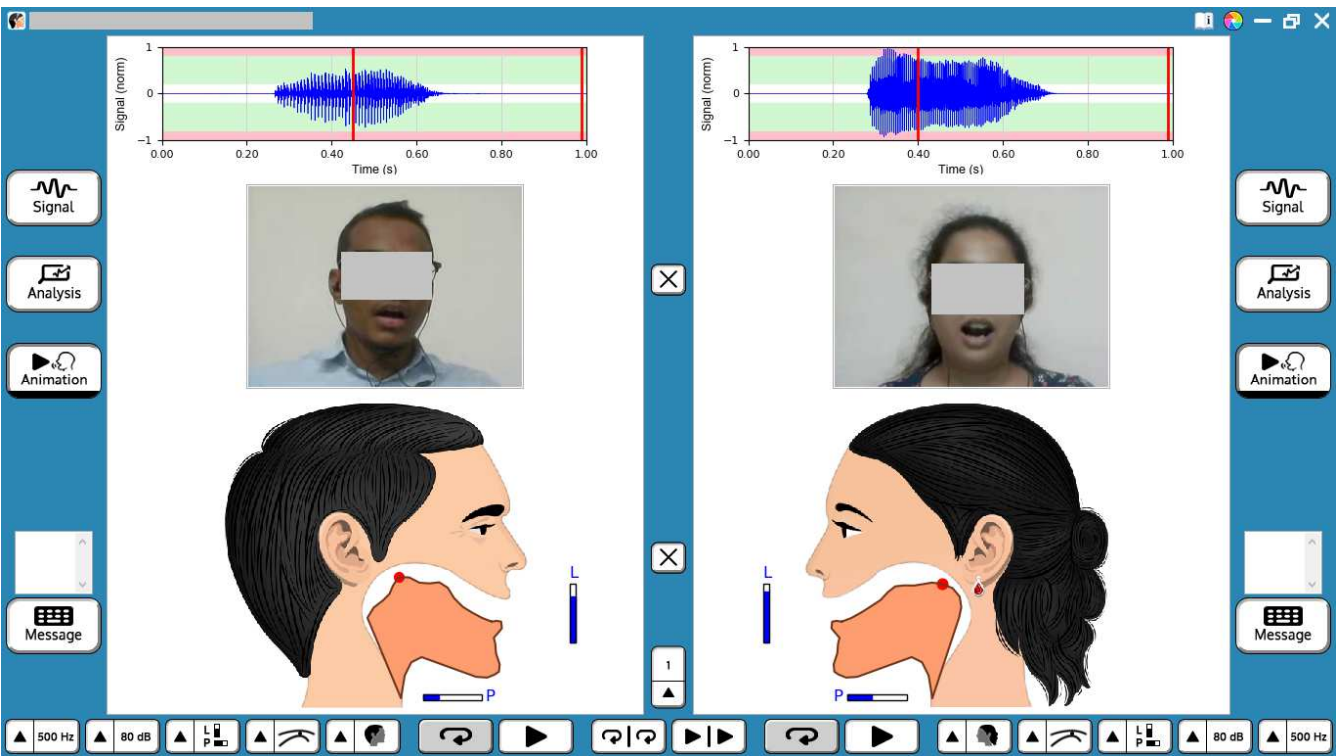 1
0
-1
Signal (norm)
0.00 0.20 0.40 0.60 0.80 1.00
Time (s)
1
0
-1
Signal (norm)
0.00 0.20 0.40 0.60 0.80 1.00
Time (s)
Signal
Analysis
Animation
Message
Signal
Analysis
Animation
Message
L
P
L
P
1
500 Hz
80 dB
L
P
L
P
80 dB
500 Hz